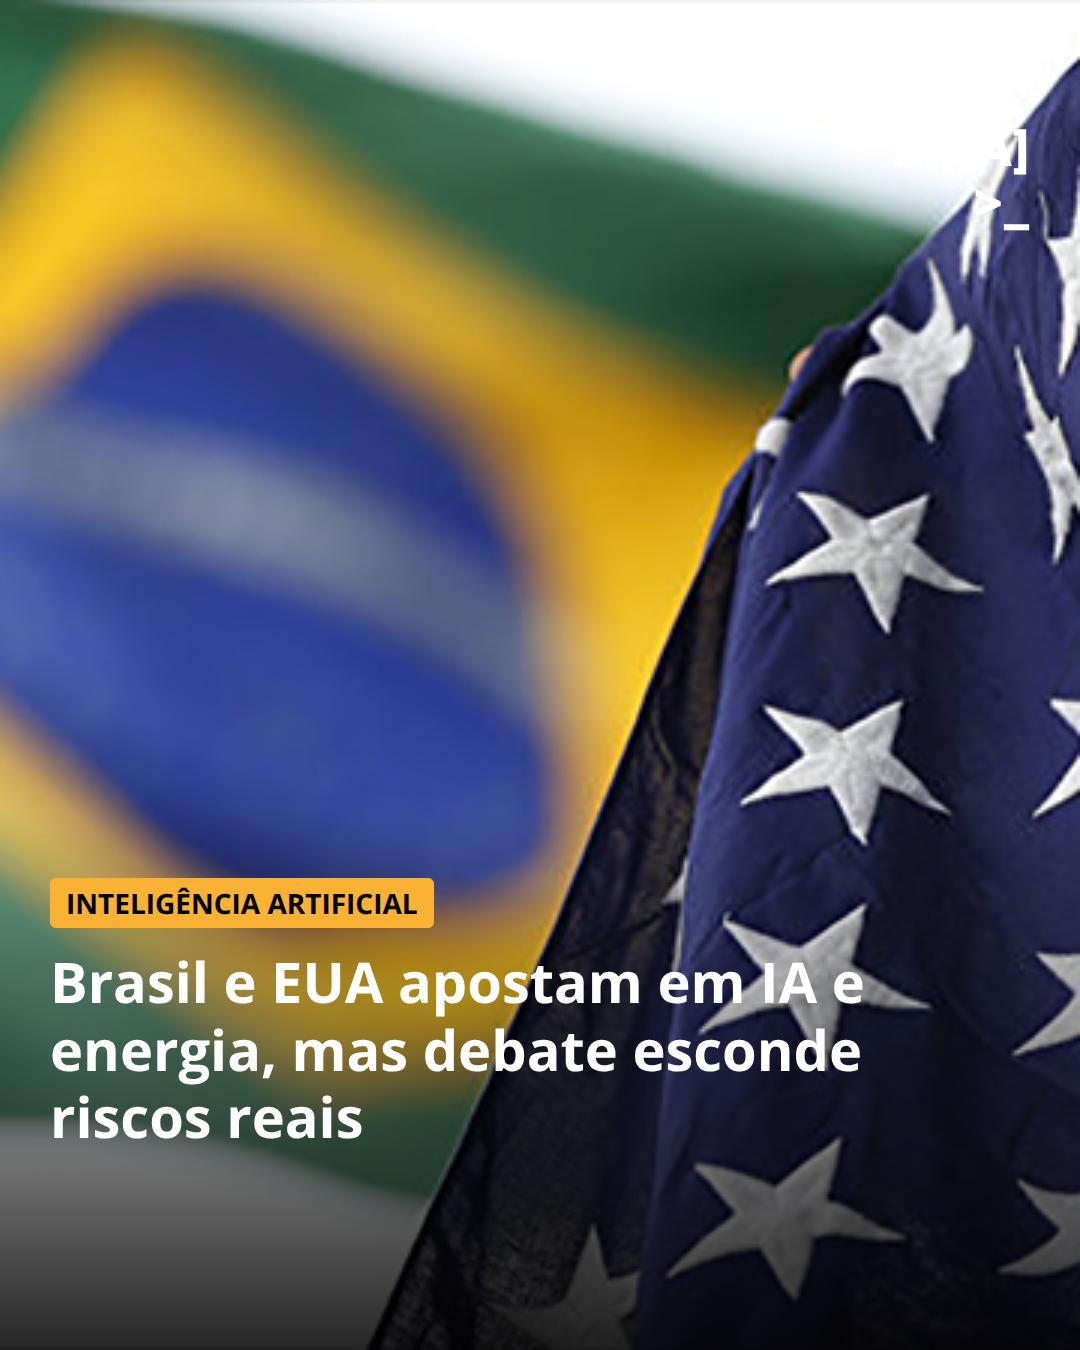 >_
INTELIGÊNCIA ARTIFICIAL
Brasil e EUA apostam em IA e
energia, mas debate esconde
riscos reais